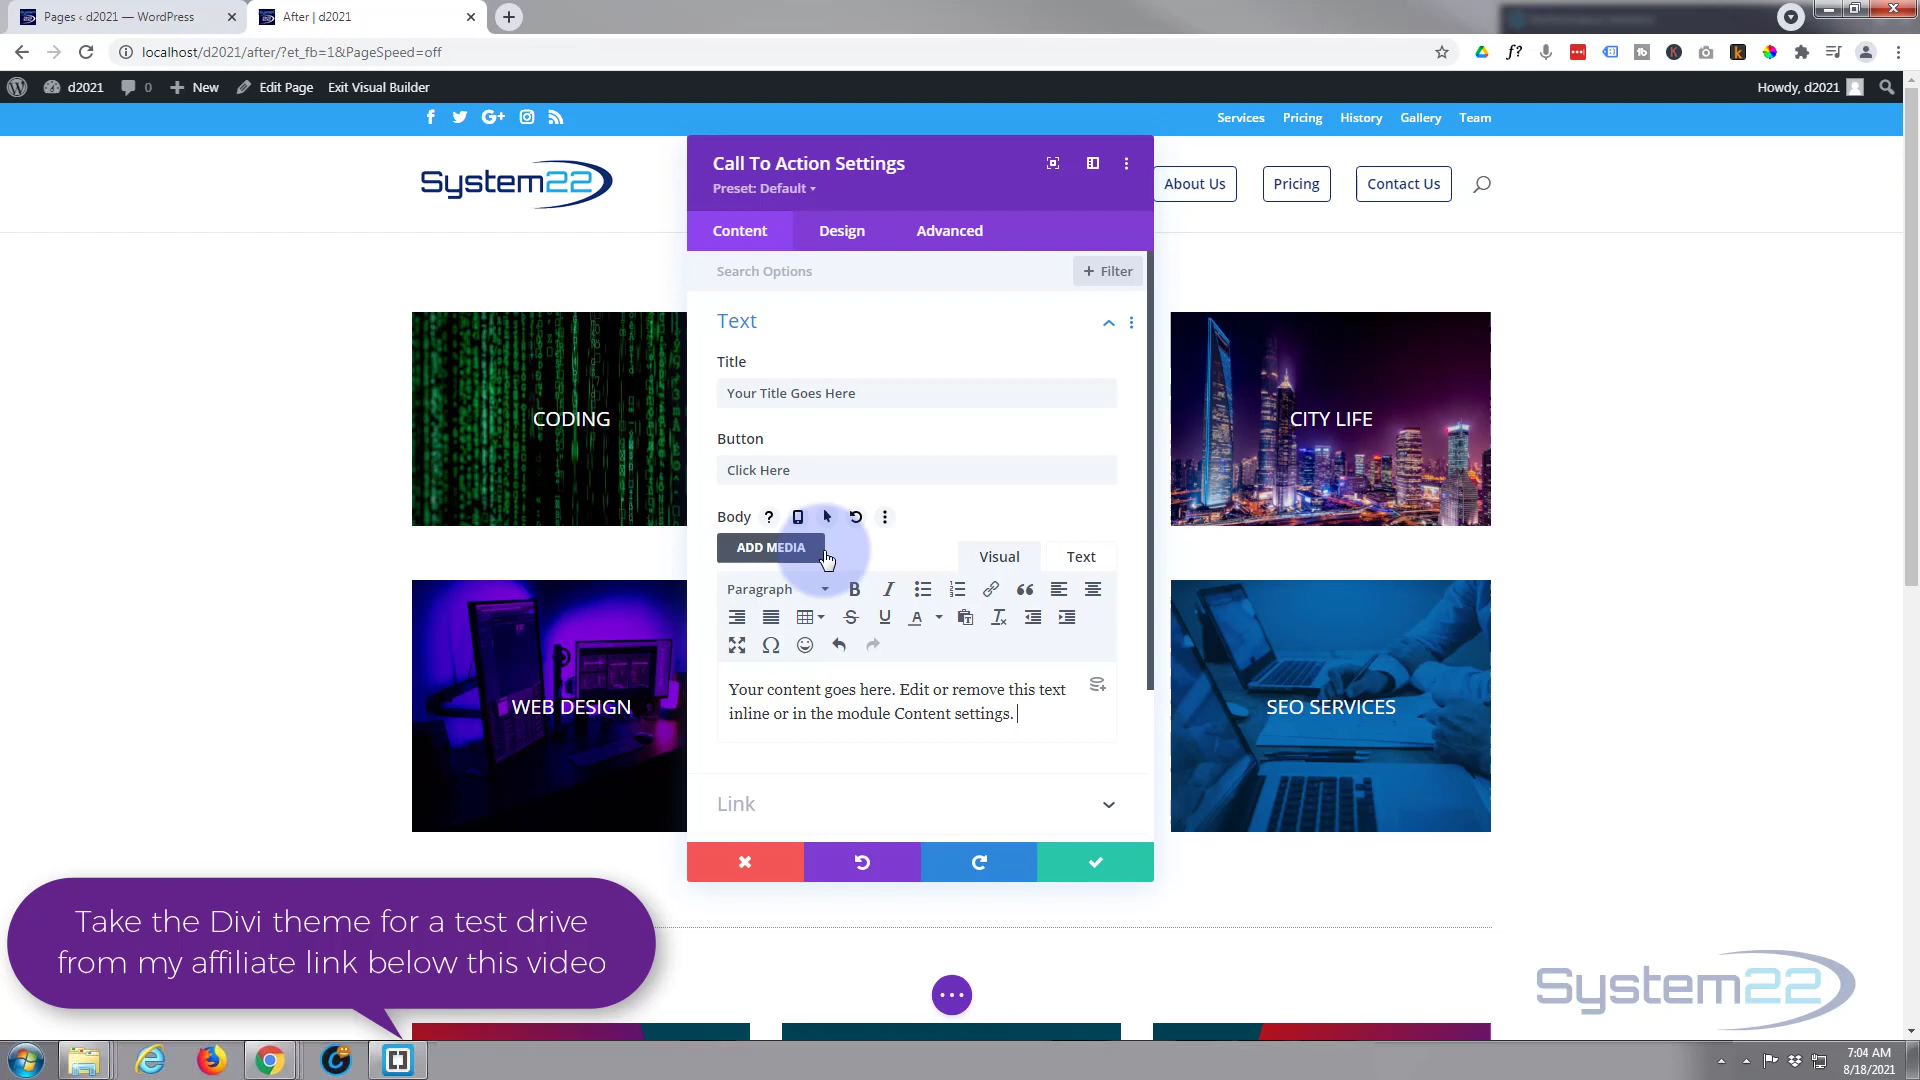 Pages ‹ d2021 — WordPress
After | d2021
localhost/d2021/after/?et_fb=1&PageSpeed=off
d2021
0
New
Edit Page
Exit Visual Builder
Howdy, d2021
Services
Pricing
History
Gallery
Team
System22
About Us
Pricing
Contact Us
Call To Action Settings
Preset: Default
Content
Design
Advanced
Search Options
Filter
Text
Title
Your Title Goes Here
Button
Click Here
Body
ADD MEDIA
Visual
Text
Paragraph
Your content goes here. Edit or remove this text
inline or in the module Content settings.
Link
CODING
CITY LIFE
WEB DESIGN
SEO SERVICES
Take the Divi theme for a test drive
from my affiliate link below this video
System22
7:04 AM
8/18/2021